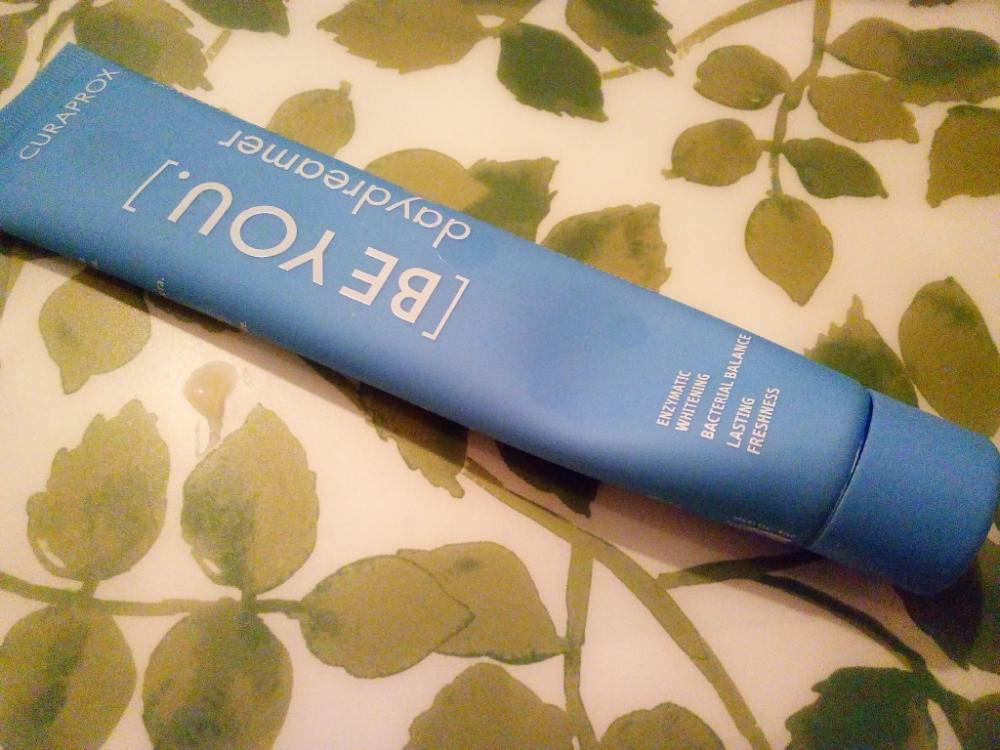 CURAPROX
[BE YOU.]
daydreamer
ENZYMATIC
WHITENING
BACTERIAL BALANCE
LASTING
FRESHNESS